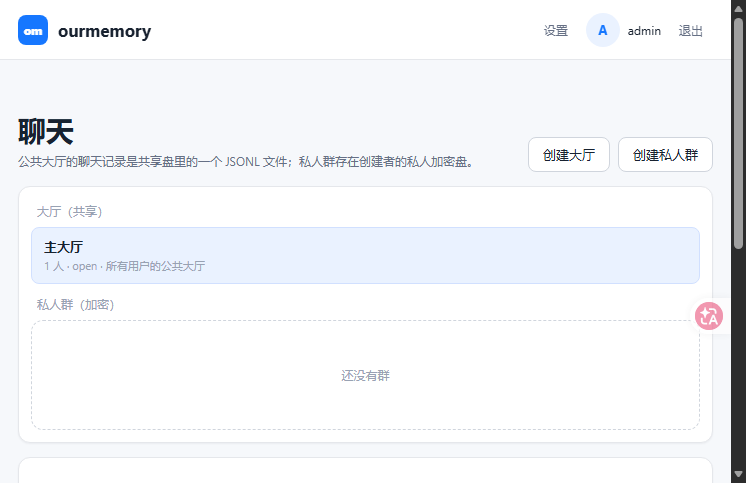 om ourmemory
设置 A admin 退出
聊天
公共大厅的聊天记录是共享盘里的一个 JSONL 文件；私人群存在创建者的私人加密盘。
创建大厅 创建私人群
大厅（共享）
主大厅
1 人 · open · 所有用户的公共大厅
私人群（加密）
还没有群